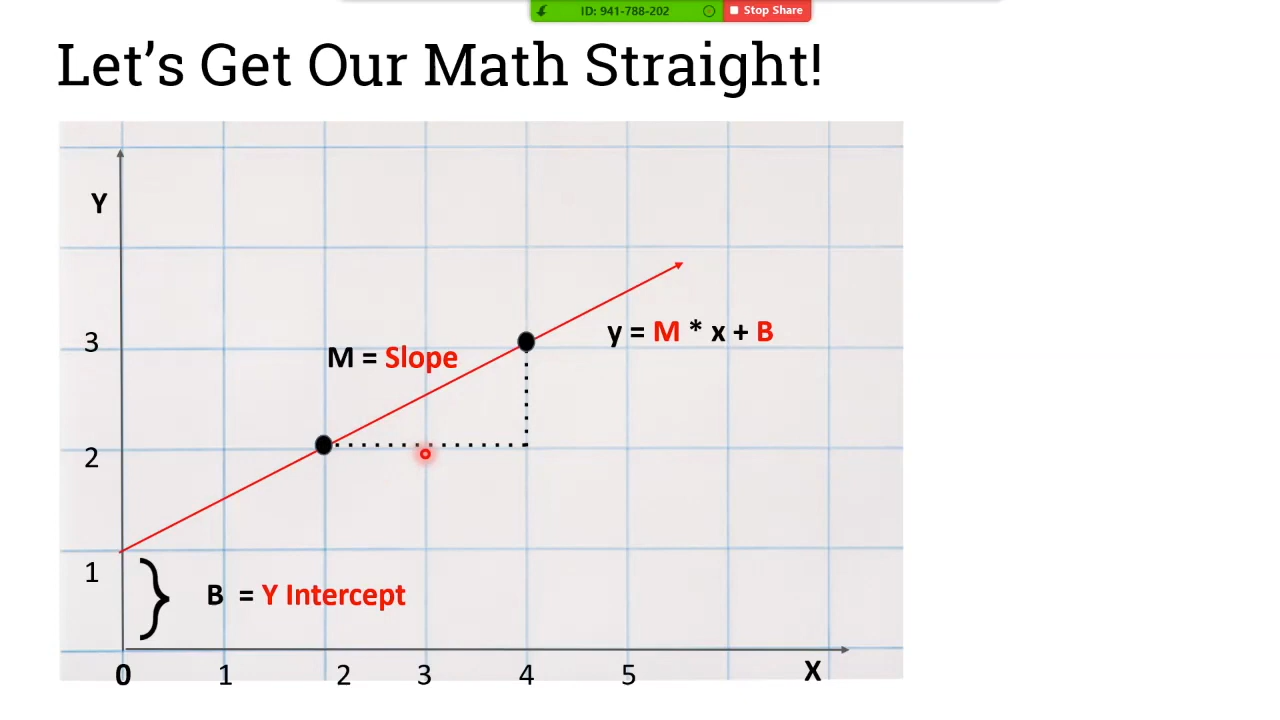 ID: 941-788-202
Stop Share
Let's Get Our Math Straight!
Y
3
M = Slope
y = M * x + B
2
1
B = Y Intercept
0 1 2 3 4 5 X